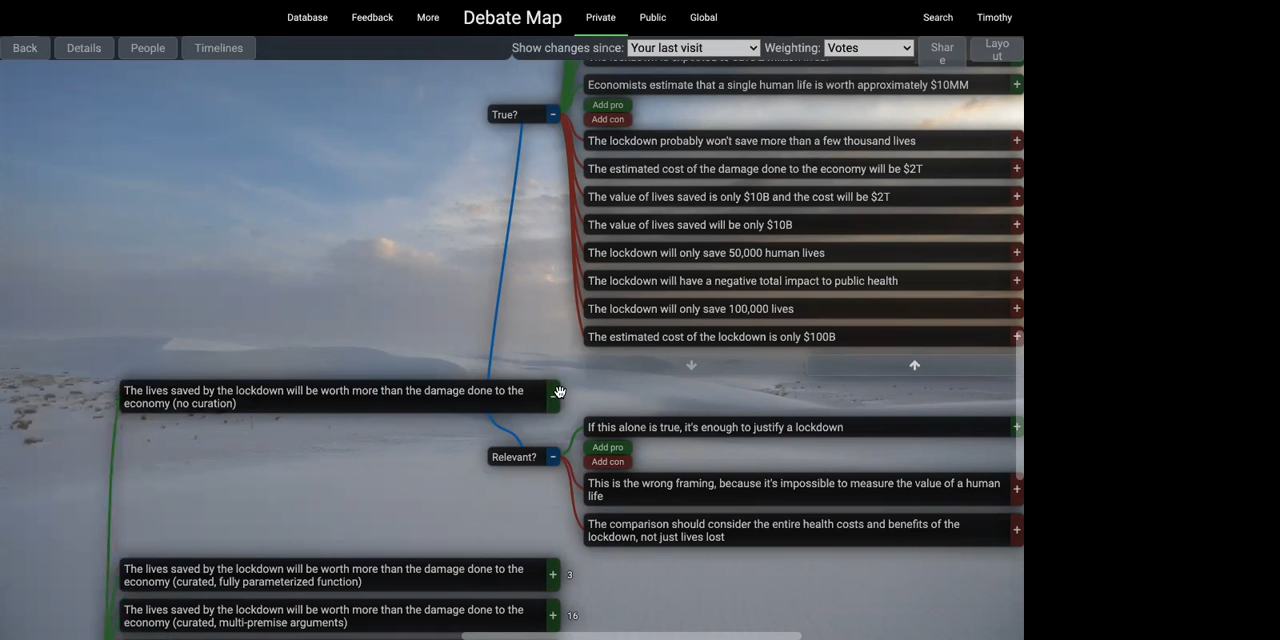 Database Feedback More Debate Map Private Public Global Search Timothy
Back Details People Timelines Show changes since: Your last visit Weighting: Votes Shar
e Layo
ut
Economists estimate that a single human life is worth approximately $10MM +
Add pro
True? −
Add con
The lockdown probably won't save more than a few thousand lives +
The estimated cost of the damage done to the economy will be $2T +
The value of lives saved is only $10B and the cost will be $2T +
The value of lives saved will be only $10B +
The lockdown will only save 50,000 human lives +
The lockdown will have a negative total impact to public health +
The lockdown will only save 100,000 lives +
The estimated cost of the lockdown is only $100B +
The lives saved by the lockdown will be worth more than the damage done to the
economy (no curation)
If this alone is true, it's enough to justify a lockdown +
Add pro
Relevant? −
Add con
This is the wrong framing, because it's impossible to measure the value of a human
life +
The comparison should consider the entire health costs and benefits of the
lockdown, not just lives lost +
The lives saved by the lockdown will be worth more than the damage done to the
economy (curated, fully parameterized function) + 3
The lives saved by the lockdown will be worth more than the damage done to the
economy (curated, multi-premise arguments) + 16